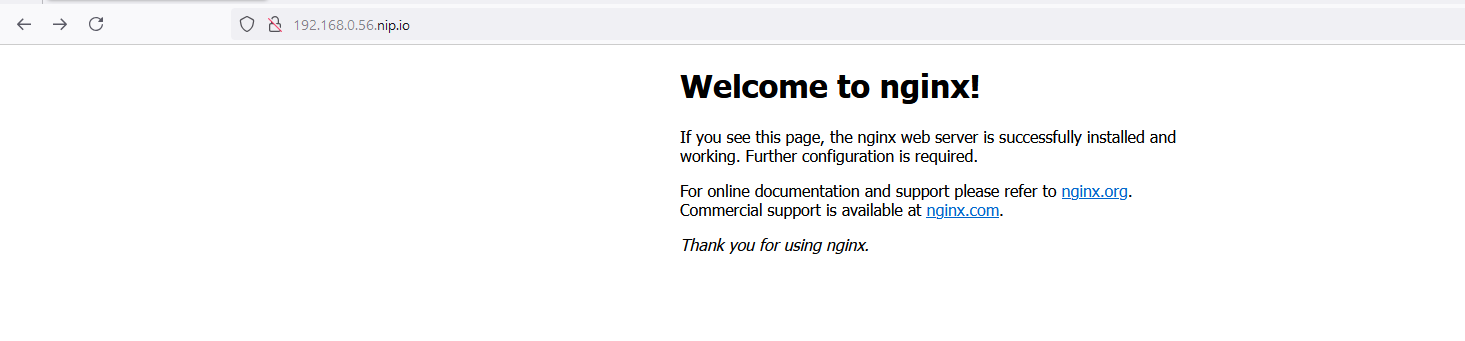 192.168.0.56.nip.io
Welcome to nginx!
If you see this page, the nginx web server is successfully installed and
working. Further configuration is required.
For online documentation and support please refer to nginx.org.
Commercial support is available at nginx.com.
Thank you for using nginx.